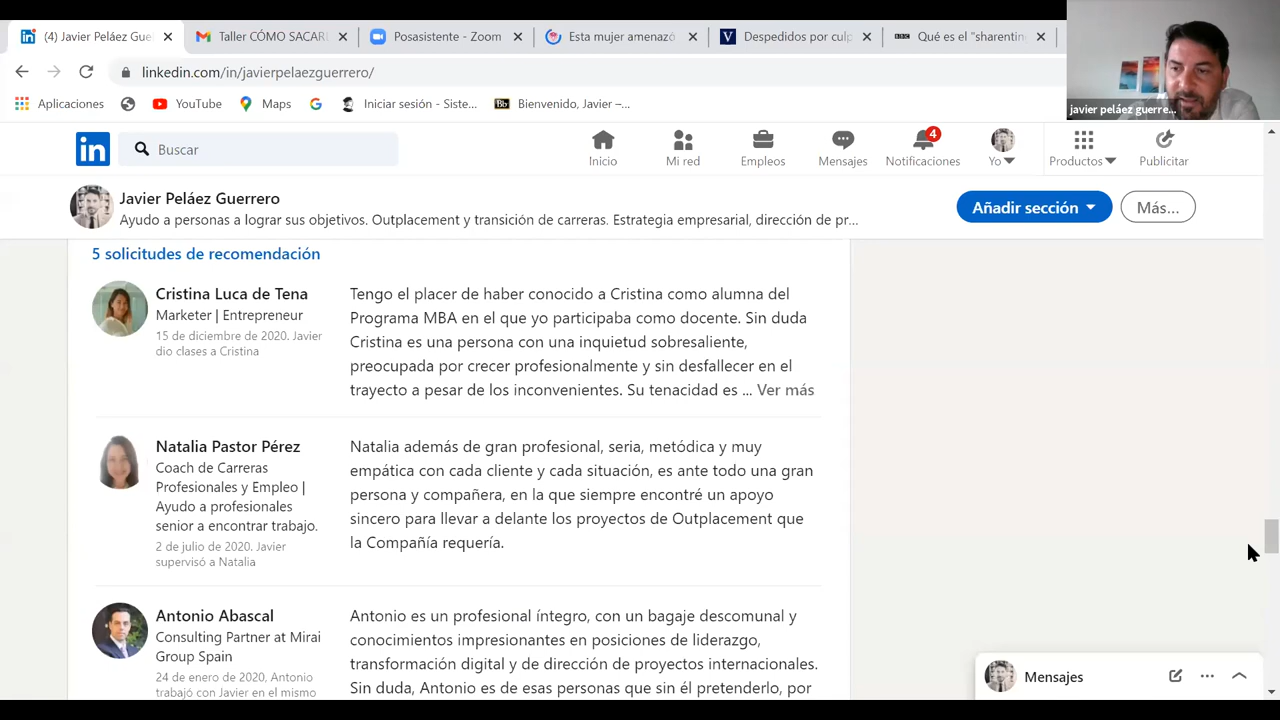 (4) Javier Peláez Gue
Taller CÓMO SACAR
Posasistente - Zoom
Esta mujer amenazó
Despedidos por culp
BBC
Qué es el "sharentin
linkedin.com/in/javierpelaezguerrero/
Aplicaciones
YouTube
Maps
Iniciar sesión - Siste...
Bb
Bienvenido, Javier –...
javier peláez guerre...
in
Buscar
Inicio
Mi red
Empleos
Mensajes
4
Notificaciones
Yo
Productos
Publicitar
Javier Peláez Guerrero
Ayudo a personas a lograr sus objetivos. Outplacement y transición de carreras. Estrategia empresarial, dirección de pr...
Añadir sección
Más...
5 solicitudes de recomendación
Cristina Luca de Tena
Marketer | Entrepreneur
15 de diciembre de 2020. Javier
dio clases a Cristina
Tengo el placer de haber conocido a Cristina como alumna del
Programa MBA en el que yo participaba como docente. Sin duda
Cristina es una persona con una inquietud sobresaliente,
preocupada por crecer profesionalmente y sin desfallecer en el
trayecto a pesar de los inconvenientes. Su tenacidad es ... Ver más
Natalia Pastor Pérez
Coach de Carreras
Profesionales y Empleo |
Ayudo a profesionales
senior a encontrar trabajo.
2 de julio de 2020. Javier
supervisó a Natalia
Natalia además de gran profesional, seria, metódica y muy
empática con cada cliente y cada situación, es ante todo una gran
persona y compañera, en la que siempre encontré un apoyo
sincero para llevar a delante los proyectos de Outplacement que
la Compañía requería.
Antonio Abascal
Consulting Partner at Mirai
Group Spain
24 de enero de 2020. Antonio
trabajó con Javier en el mismo
Antonio es un profesional íntegro, con un bagaje descomunal y
conocimientos impresionantes en posiciones de liderazgo,
transformación digital y de dirección de proyectos internacionales.
Sin duda, Antonio es de esas personas que sin él pretenderlo, por
Mensajes